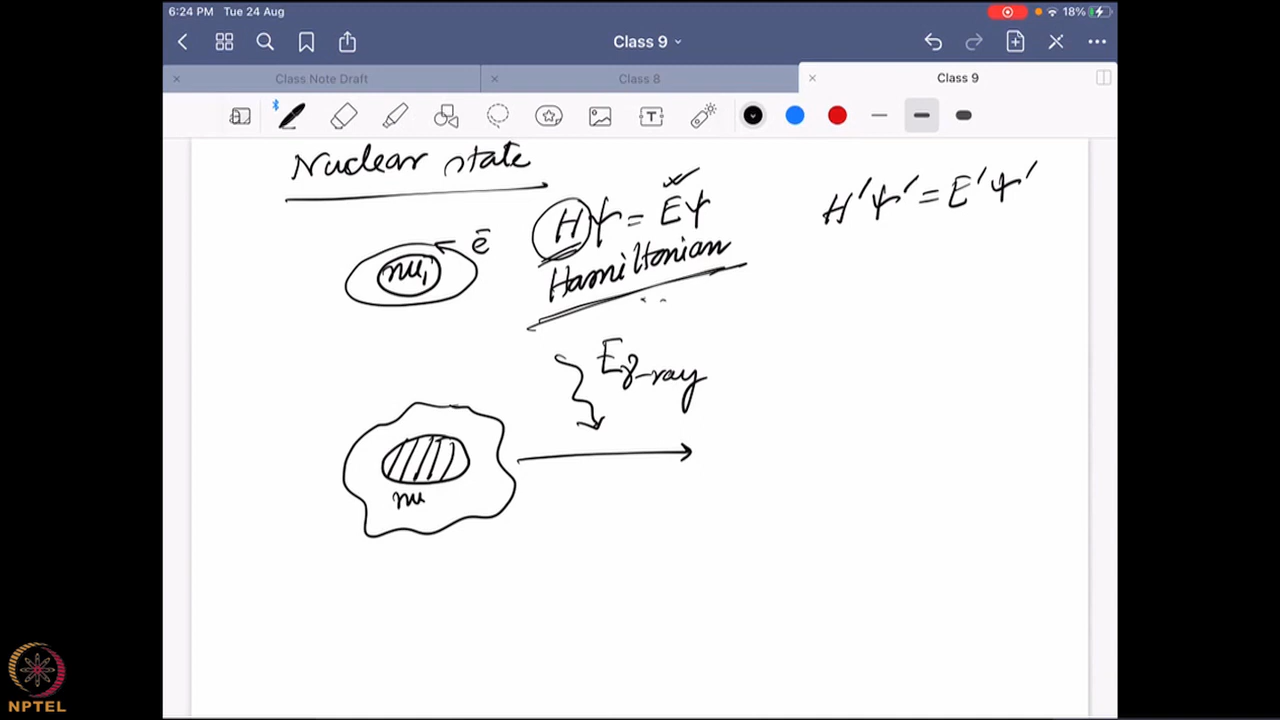 6:24 PM Tue 24 Aug
18%
Class 9
Class Note Draft
Class 8
Class 9
T
Nuclear state
Hψ = Eψ
H'ψ' = E'ψ'
ē
Hamiltonian
Eγ-ray
NPTEL